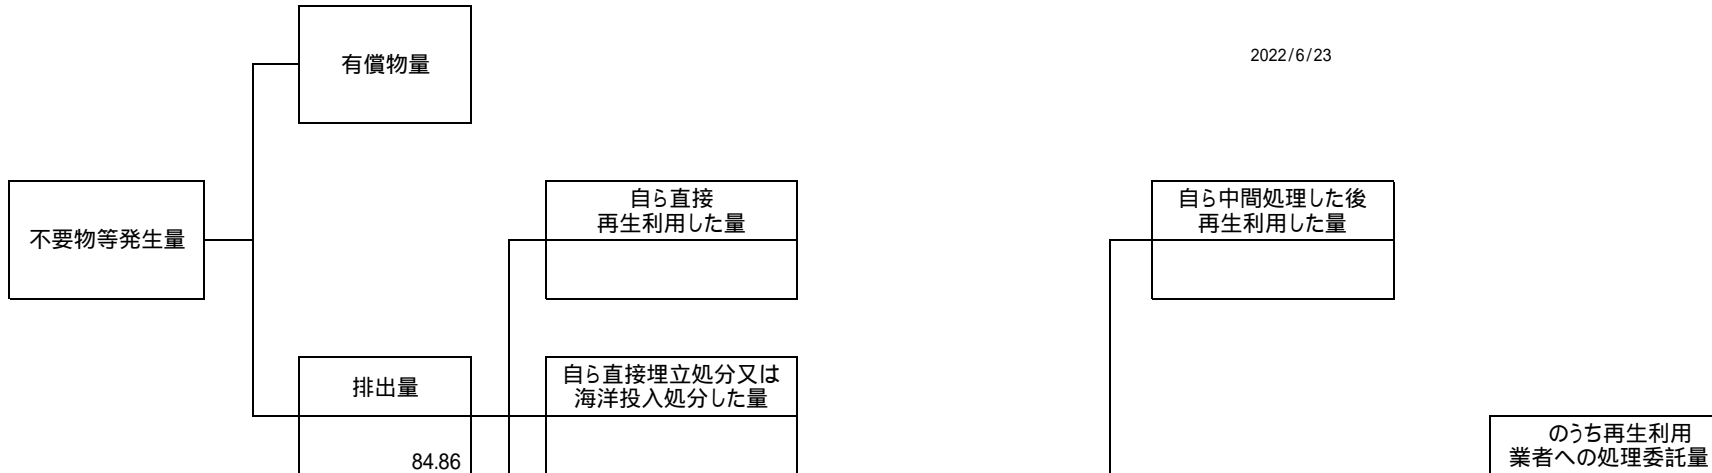 有償物量
2022/6/23
不要物等発生量
自ら直接
再生利用した量
自ら中間処理した後
再生利用した量
排出量
84.86
自ら直接埋立処分又は
海洋投入処分した量
のうち再生利用
業者への処理委託量